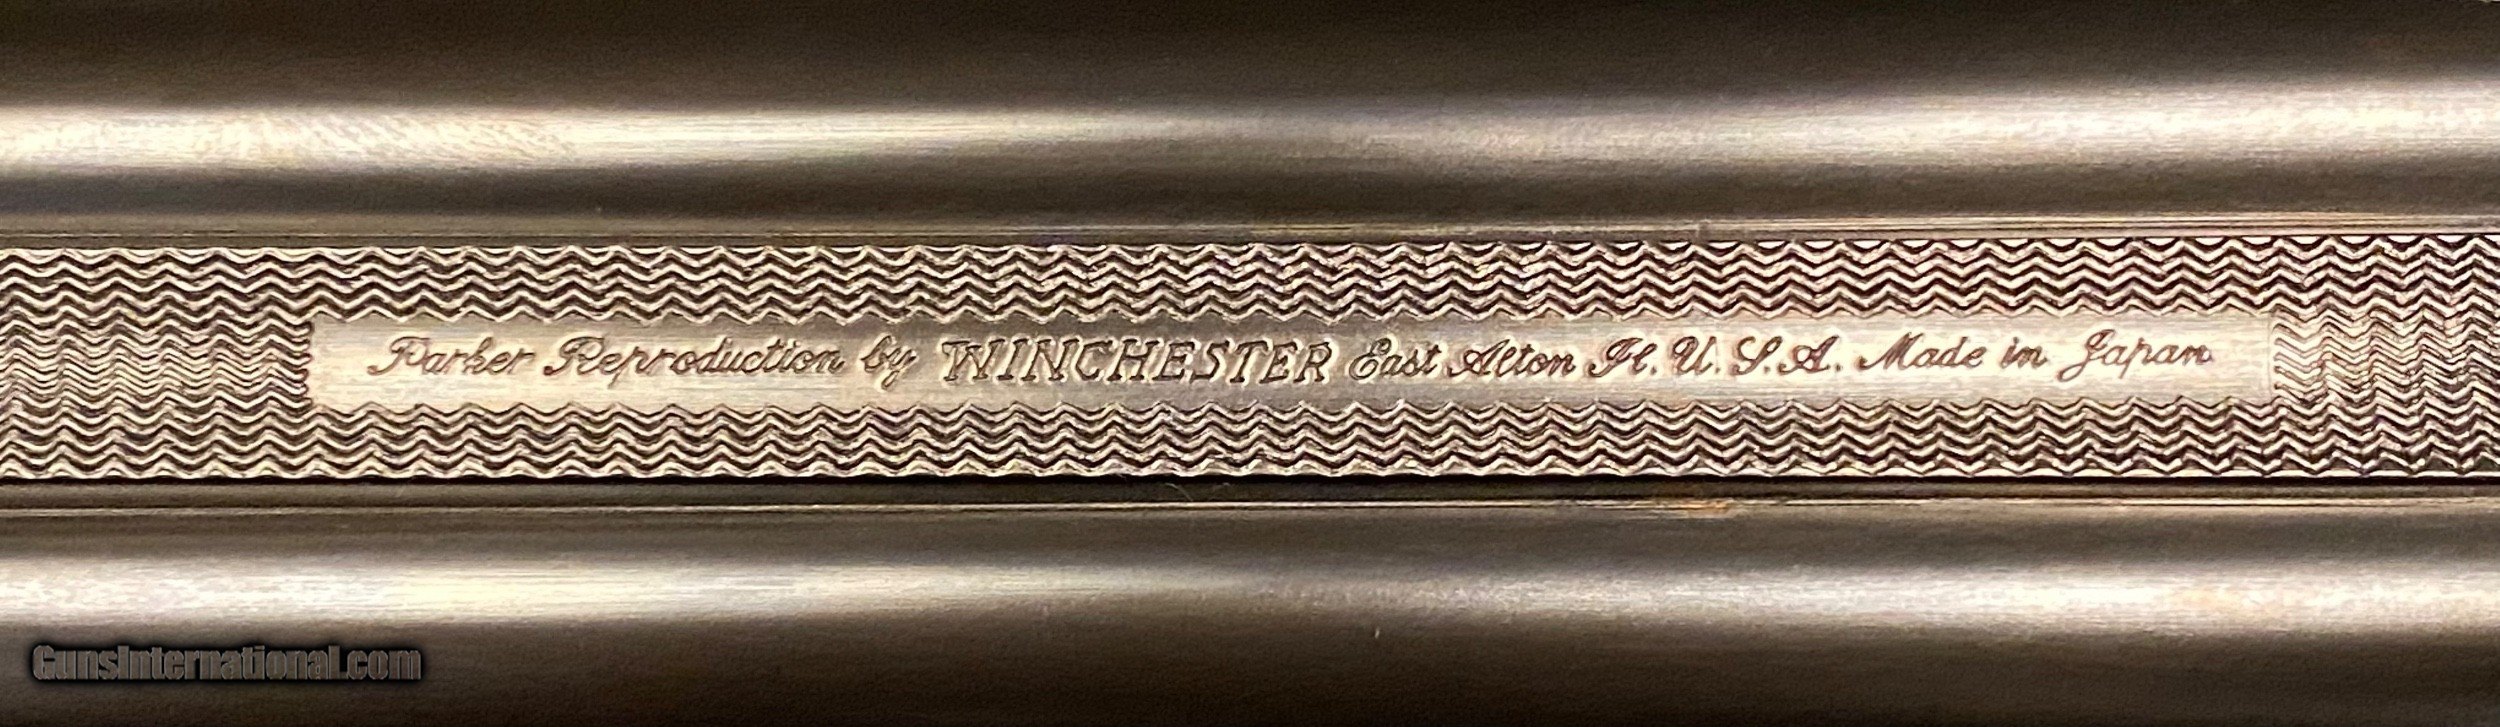 Parker Reproduction by WINCHESTER East Alton Il. U.S.A. Made in Japan
GunsInternational.com